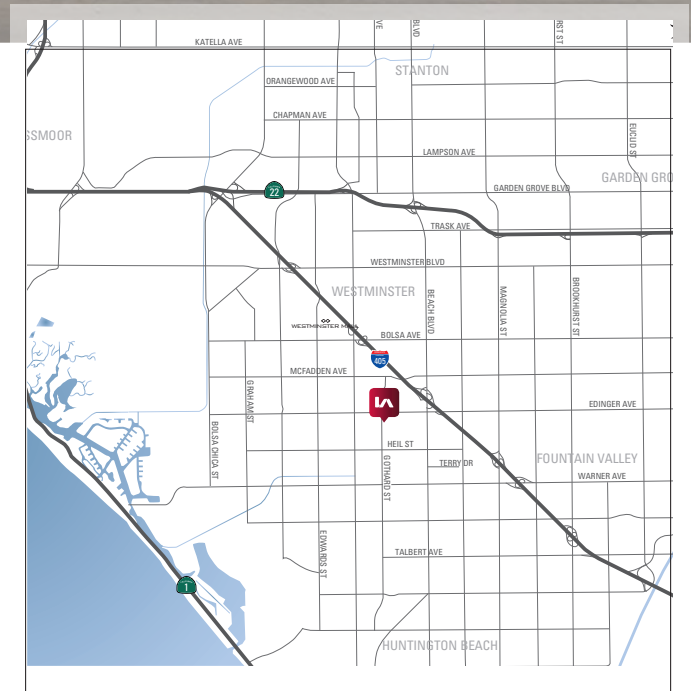 VE
BLVD
ST ST
KATELLA AVE
STANTON
ORANGEWOOD AVE
CHAPMAN AVE
SSMOOR
EUCLID ST
LAMPSON AVE
GARDEN GRO
22
GARDEN GROVE BLVD
TRASK AVE
WESTMINSTER BLVD
WESTMINSTER
BEACH BLVD
MAGNOLIA ST
BROOKHURST ST
WESTMINSTER MALL
BOLSA AVE
405
MCFADDEN AVE
GRAHAM ST
EDINGER AVE
BOLSA CHICA ST
HEIL ST
GOTHARD ST
TERRY DR
FOUNTAIN VALLEY
WARNER AVE
EDWARDS ST
TALBERT AVE
1
HUNTINGTON BEACH